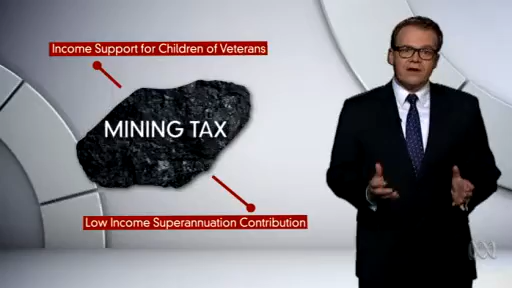 Income Support for Children of Veterans
MINING TAX
Low Income Superannuation Contribution